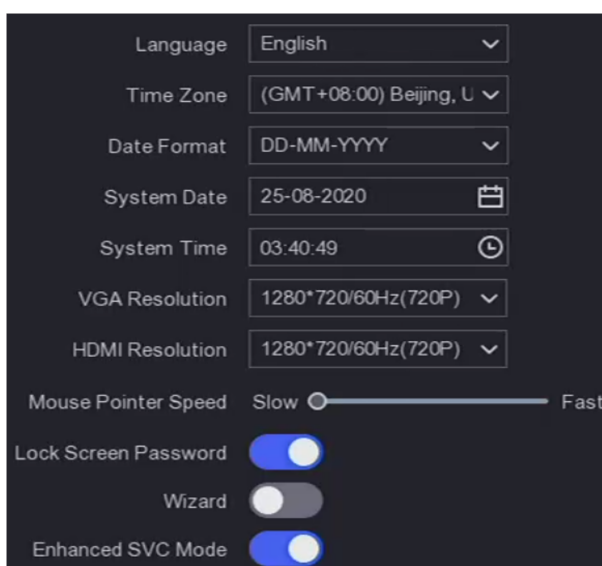 Language English
Time Zone (GMT+08:00) Beijing, U
Date Format DD-MM-YYYY
System Date 25-08-2020
System Time 03:40:49
VGA Resolution 1280*720/60Hz(720P)
HDMI Resolution 1280*720/60Hz(720P)
Mouse Pointer Speed Slow Fast
Lock Screen Password
Wizard
Enhanced SVC Mode